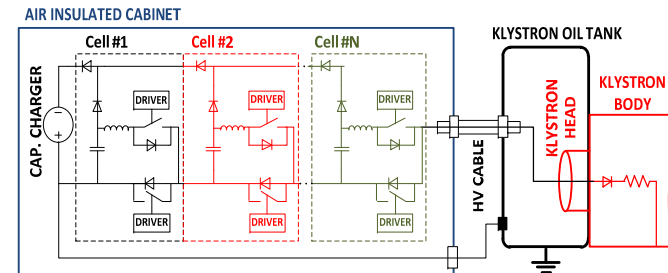 AIR INSULATED CABINET
KLYSTRON OIL TANK
Cell #1
Cell #2
Cell #N
CAP. CHARGER
DRIVER
DRIVER
DRIVER
DRIVER
DRIVER
DRIVER
HV CABLE
KLYSTRON
HEAD
KLYSTRON
BODY